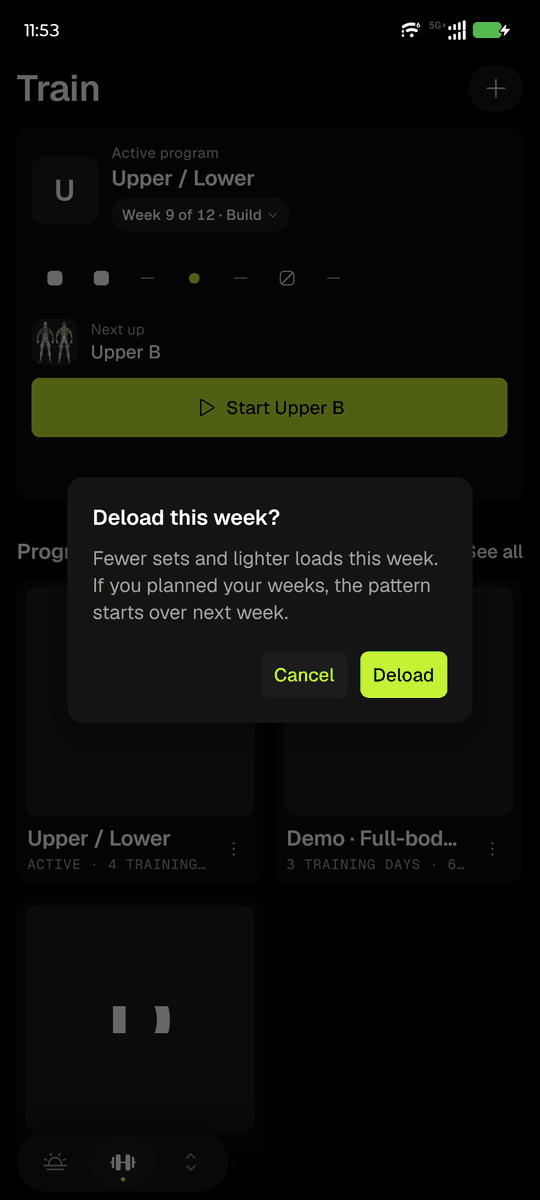 11:53
5G+
Train
Active program
U
Upper / Lower
Week 9 of 12 · Build
Next up
Upper B
Start Upper B
Deload this week?
Fewer sets and lighter loads this week.
If you planned your weeks, the pattern
starts over next week.
See all
Cancel
Deload
Upper / Lower
ACTIVE · 4 TRAINING…
Demo · Full-bod…
3 TRAINING DAYS · 6…